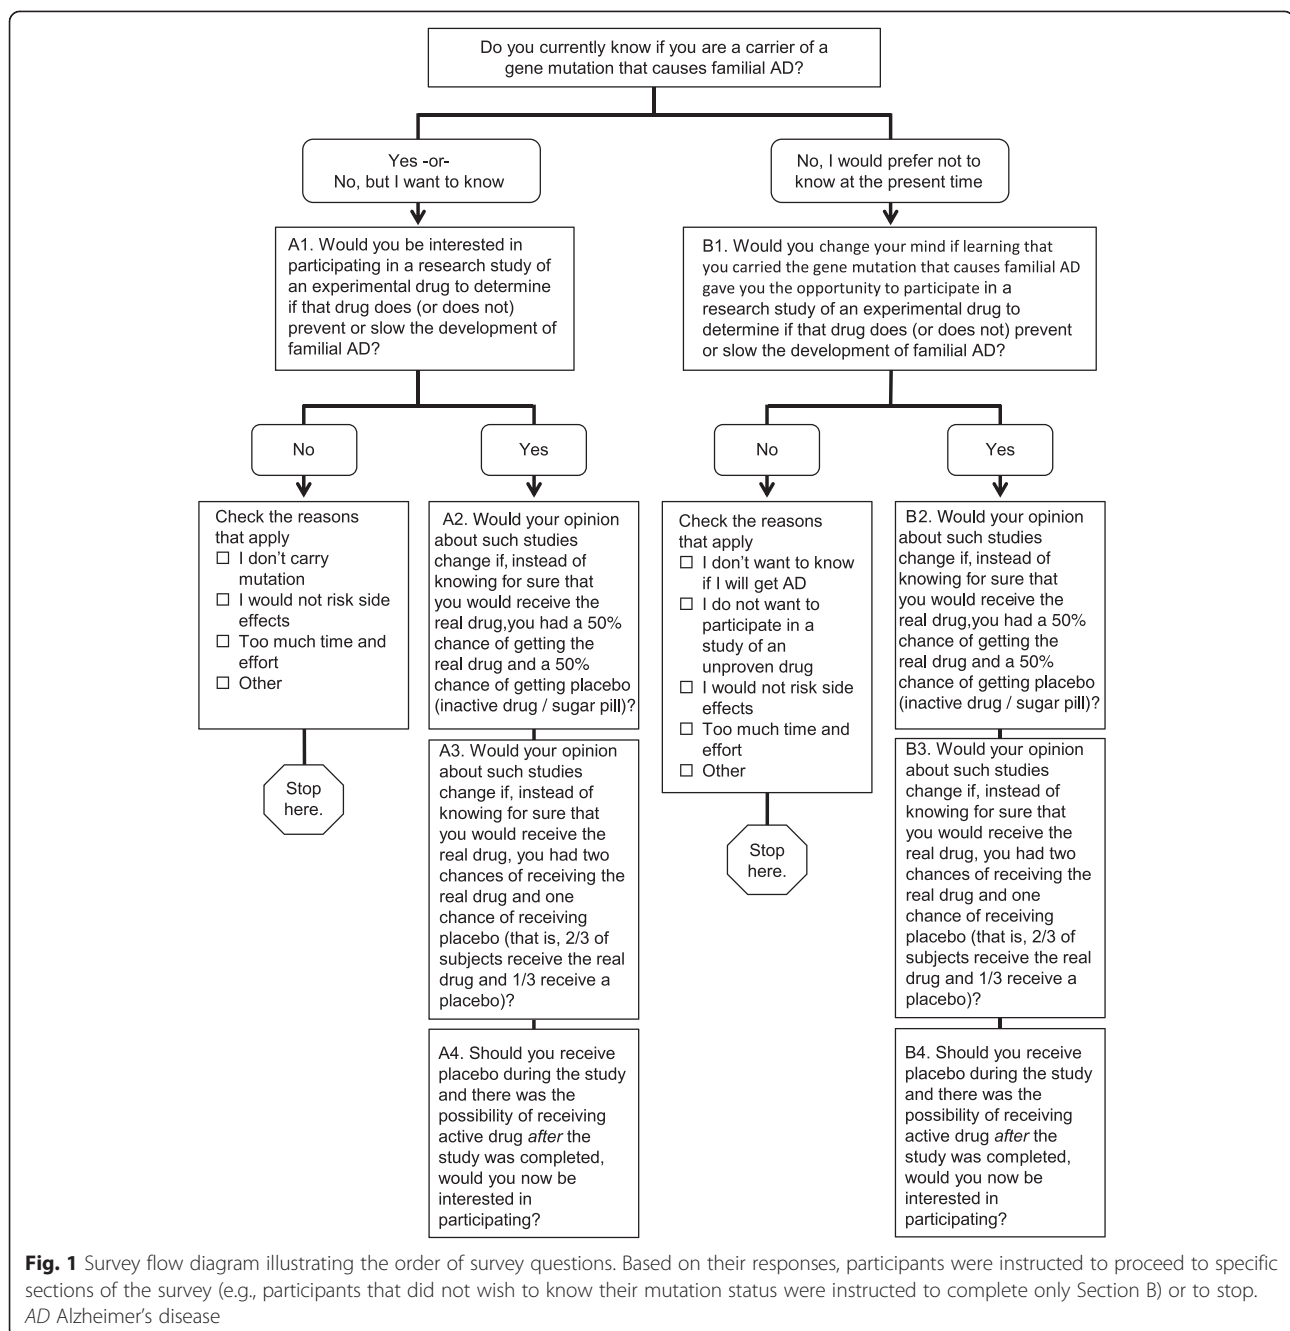 Do you currently know if you are a carrier of a
gene mutation that causes familial AD?
Yes -or-
No, but I want to know
No, I would prefer not to
know at the present time
A1. Would you be interested in
participating in a research study of
an experimental drug to determine
if that drug does (or does not)
prevent or slow the development of
familial AD?
B1. Would you change your mind if learning that
you carried the gene mutation that causes familial AD
gave you the opportunity to participate in a
research study of an experimental drug to
determine if that drug does (or does not) prevent
or slow the development of familial AD?
No
Yes
No
Yes
Check the reasons
that apply
☐ I don't carry
mutation
☐ I would not risk side
effects
☐ Too much time and
effort
☐ Other
Stop
here.
A2. Would your opinion
about such studies
change if, instead of
knowing for sure that
you would receive the
real drug,you had a 50%
chance of getting the
real drug and a 50%
chance of getting placebo
(inactive drug / sugar pill)?
A3. Would your opinion
about such studies
change if, instead of
knowing for sure that
you would receive the
real drug, you had two
chances of receiving the
real drug and one
chance of receiving
placebo (that is, 2/3 of
subjects receive the real
drug and 1/3 receive a
placebo)?
A4. Should you receive
placebo during the study
and there was the
possibility of receiving
active drug after the
study was completed,
would you now be
interested in
participating?
Check the reasons
that apply
☐ I don't want to know
if I will get AD
☐ I do not want to
participate in a
study of an
unproven drug
☐ I would not risk side
effects
☐ Too much time and
effort
☐ Other
Stop
here.
B2. Would your opinion
about such studies
change if, instead of
knowing for sure that
you would receive the
real drug,you had a 50%
chance of getting the
real drug and a 50%
chance of getting placebo
(inactive drug / sugar pill)?
B3. Would your opinion
about such studies
change if, instead of
knowing for sure that
you would receive the
real drug, you had two
chances of receiving the
real drug and one
chance of receiving
placebo (that is, 2/3 of
subjects receive the real
drug and 1/3 receive a
placebo)?
B4. Should you receive
placebo during the study
and there was the
possibility of receiving
active drug after the
study was completed,
would you now be
interested in
participating?
Fig. 1 Survey flow diagram illustrating the order of survey questions. Based on their responses, participants were instructed to proceed to specific
sections of the survey (e.g., participants that did not wish to know their mutation status were instructed to complete only Section B) or to stop.
AD Alzheimer's disease